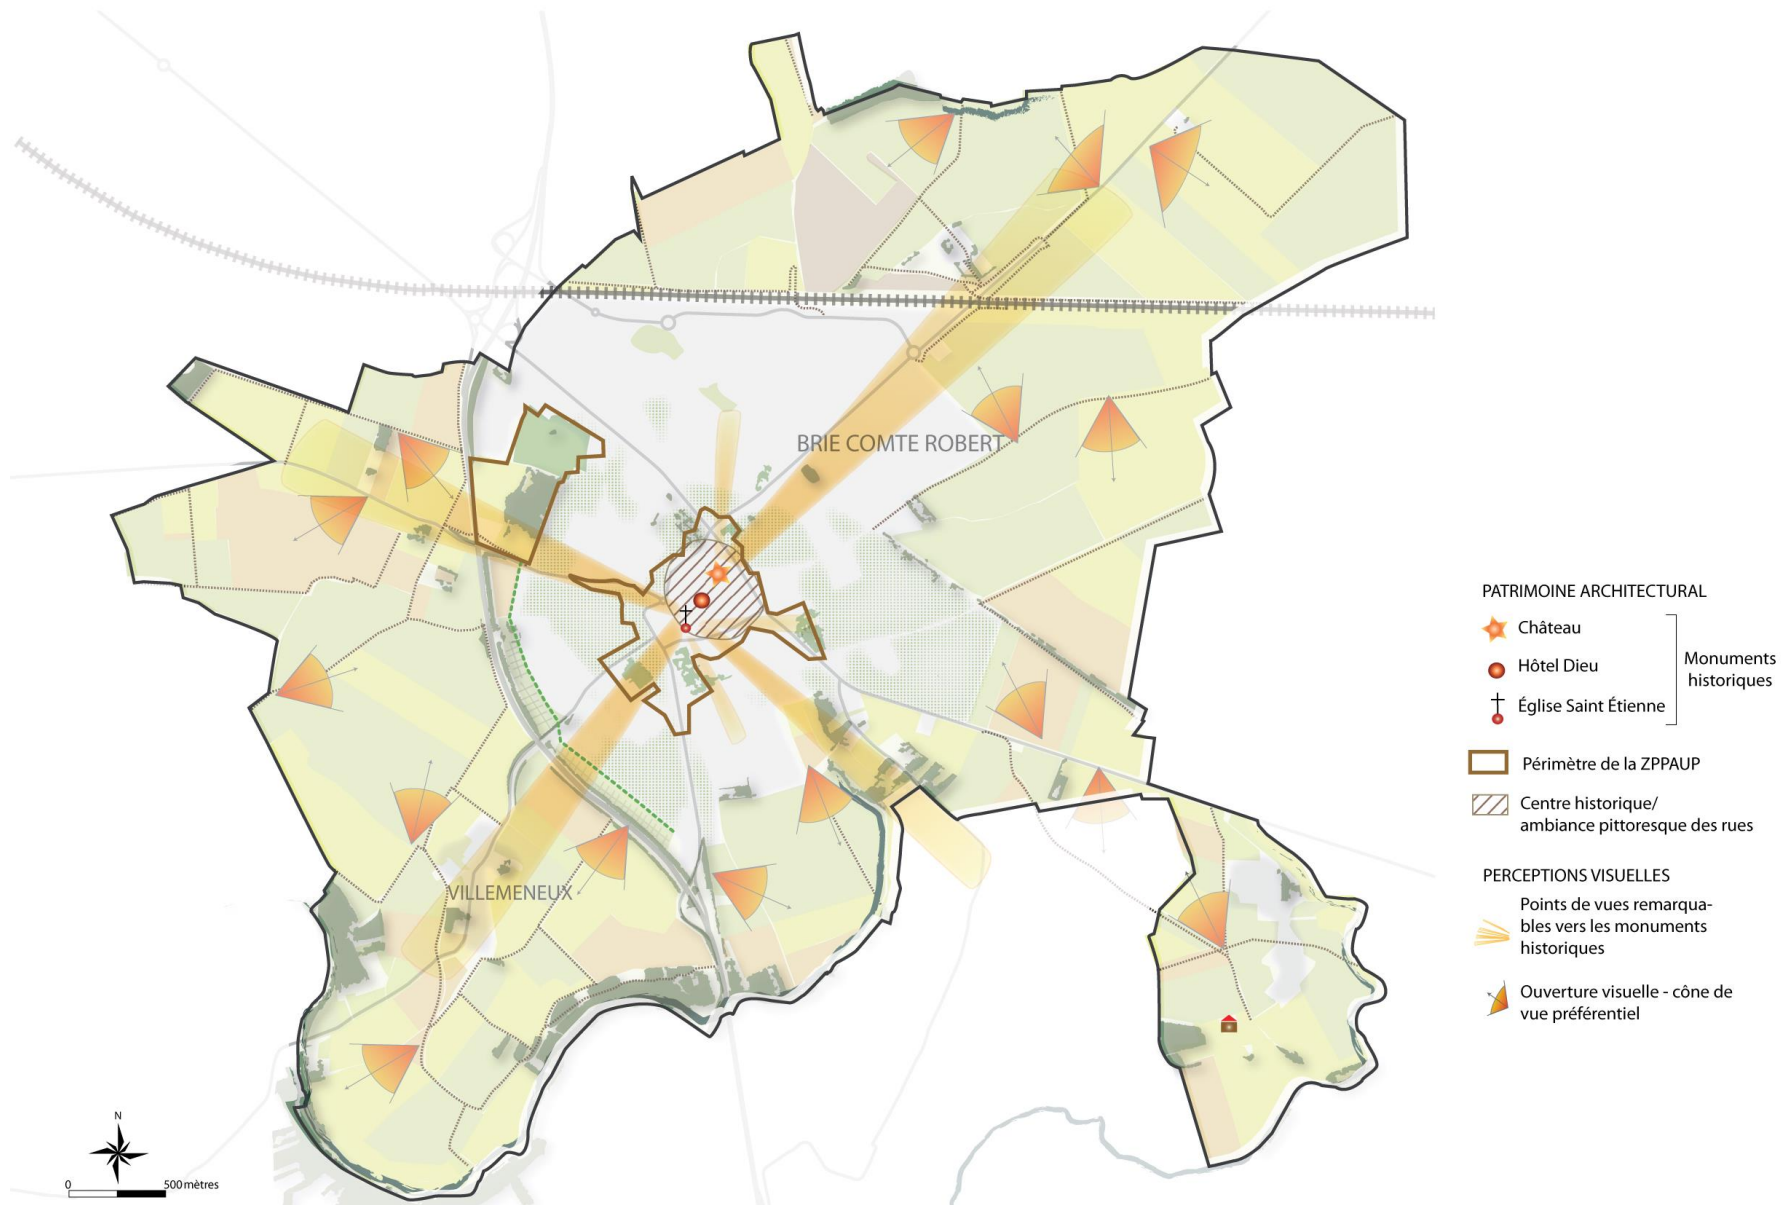 BRIE COMTE ROBERT
VILLEMENEUX
N
0 500 mètres
PATRIMOINE ARCHITECTURAL
Château
Hôtel Dieu
Église Saint Étienne
Monuments
historiques
Périmètre de la ZPPAUP
Centre historique/
ambiance pittoresque des rues
PERCEPTIONS VISUELLES
Points de vues remarqua-
bles vers les monuments
historiques
Ouverture visuelle - cône de
vue préférentiel